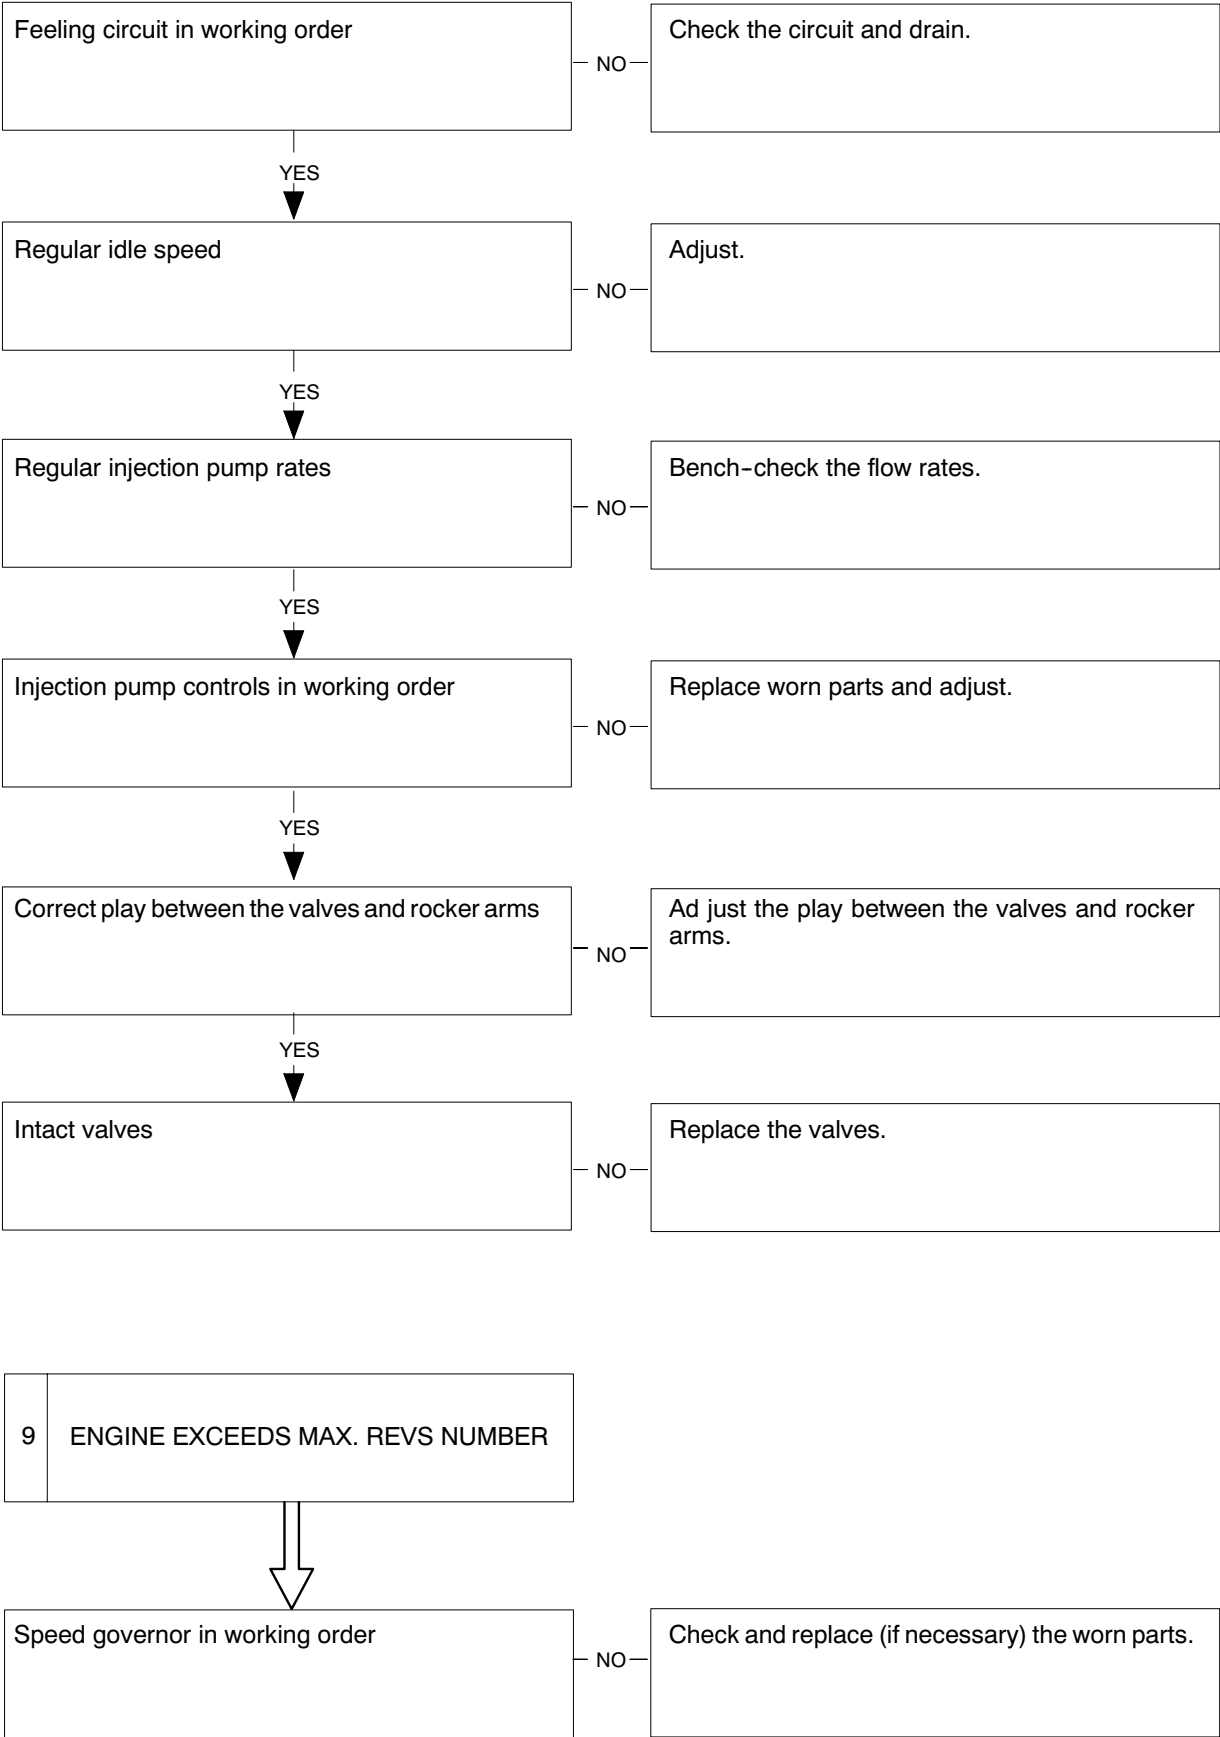 Feeling circuit in working order
NO
Check the circuit and drain.
YES
Regular idle speed
NO
Adjust.
YES
Regular injection pump rates
NO
Bench-check the flow rates.
YES
Injection pump controls in working order
NO
Replace worn parts and adjust.
YES
Correct play between the valves and rocker arms
NO
Ad just the play between the valves and rocker
arms.
YES
Intact valves
NO
Replace the valves.
9
ENGINE EXCEEDS MAX. REVS NUMBER
Speed governor in working order
NO
Check and replace (if necessary) the worn parts.